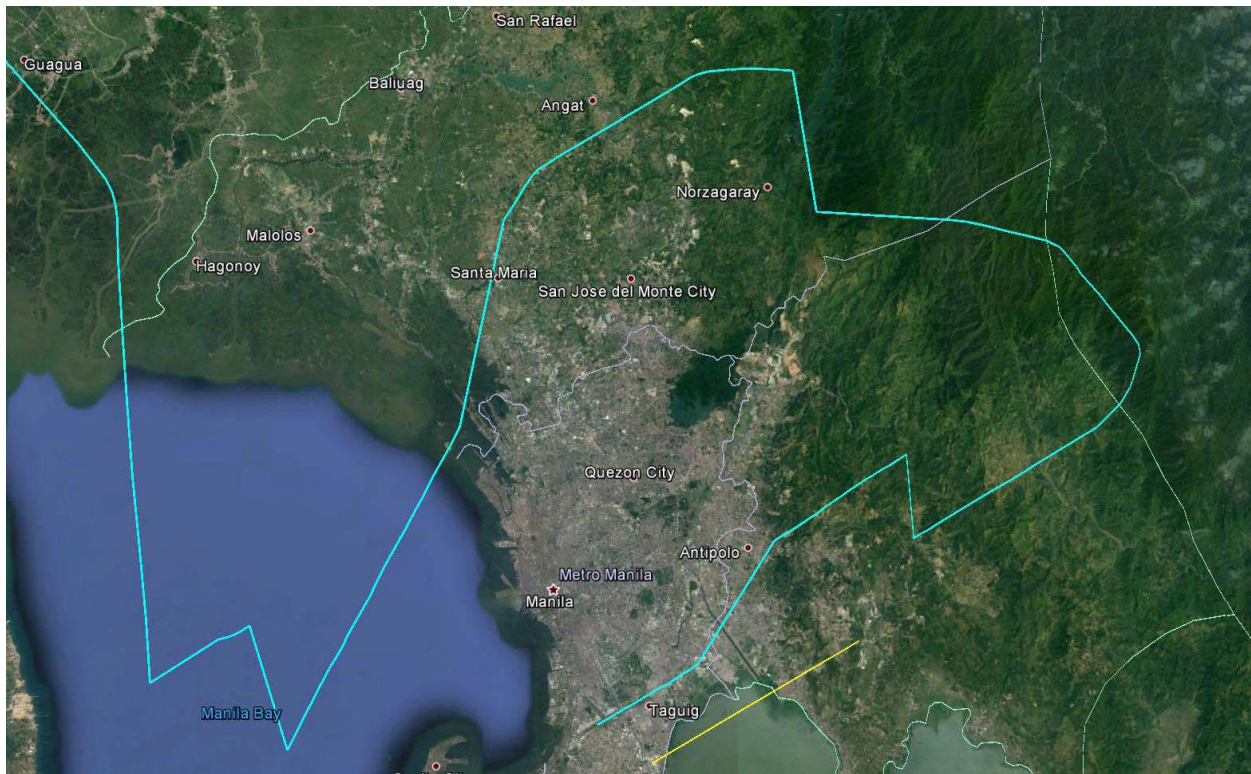 San Rafael
Guagua
Baliuag
Angat
Norzagaray
Malolos
Hagonoy
Santa Maria
San Jose del Monte City
Quezon City
Antipolo
Metro Manila
Manila
Taguig
Manila Bay